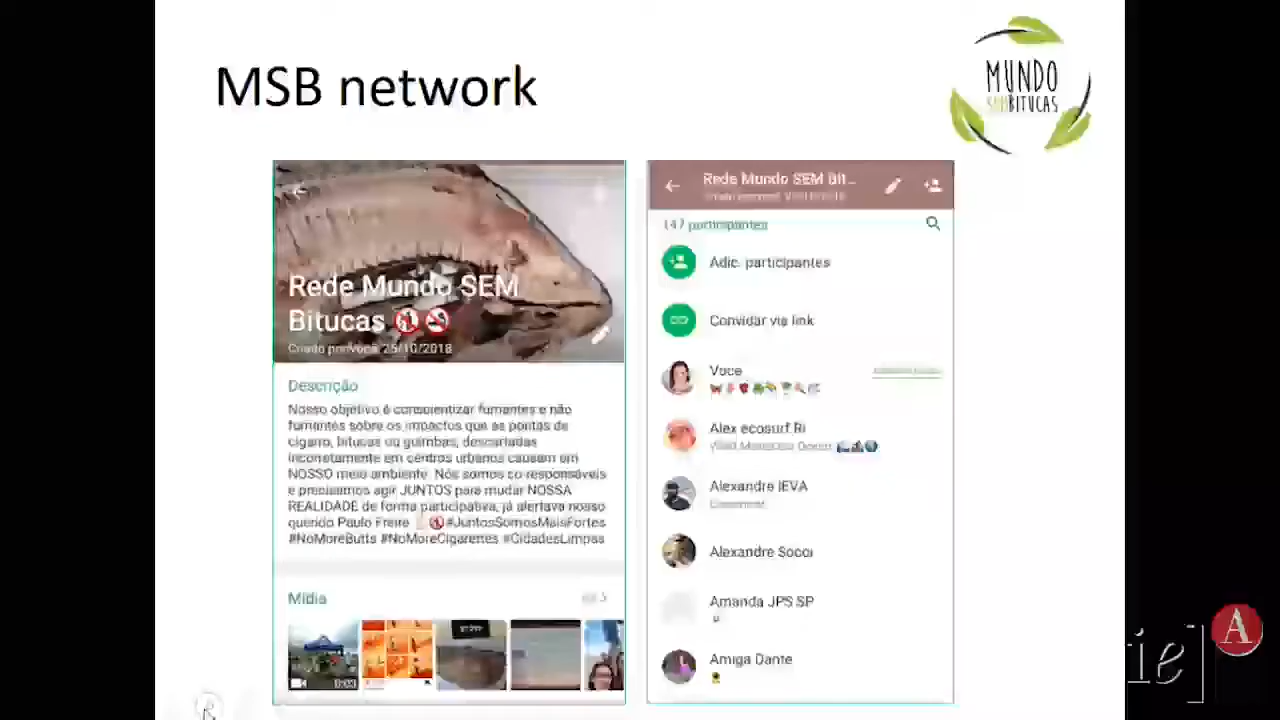 MSB network
MUNDO
SEMBITUCAS
Rede Mundo SEM
Bitucas
Criado por você, 25/10/2018
Descrição
Nosso objetivo é conscientizar fumantes e não
fumantes sobre os impactos que as pontas de
cigarro, bitucas ou guimbas, descartadas
incorretamente em centros urbanos causam em
NOSSO meio ambiente. Nós somos co responsáveis
e precisamos agir JUNTOS para mudar NOSSA
REALIDADE de forma participativa, já alertava nosso
querido Paulo Freire #JuntosSomosMaisFortes
#NoMoreButts #NoMoreCigarettes #CidadesLimpas
Mídia
Rede Mundo SEM Bit...
147 participantes
Adic. participantes
Convidar via link
Você
Alex ecosurf Rj
Alexandre IEVA
Alexandre Socci
Amanda JPS SP
Amiga Dante
ie]
A